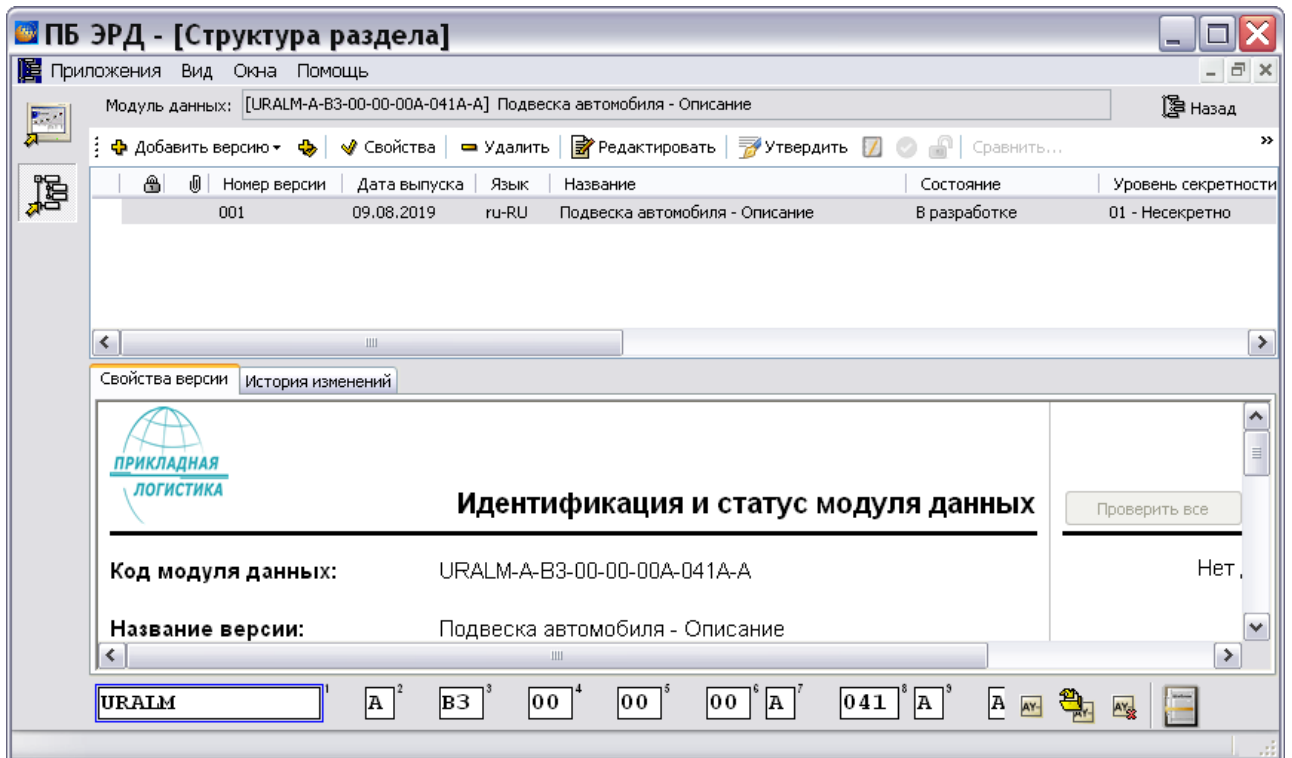 ПБ ЭРД - [Структура раздела]
Приложения Вид Окна Помощь
Модуль данных: [URALM-A-B3-00-00-00A-041A-A] Подвеска автомобиля - Описание Назад
Добавить версию Свойства Удалить Редактировать Утвердить Сравнить... »
Номер версии Дата выпуска Язык Название Состояние Уровень секретности
001 09.08.2019 ru-RU Подвеска автомобиля - Описание В разработке 01 - Несекретно
Свойства версии История изменений
ПРИКЛАДНАЯ
ЛОГИСТИКА
Идентификация и статус модуля данных Проверить все
Код модуля данных: URALM-A-B3-00-00-00A-041A-A Нет
Название версии: Подвеска автомобиля - Описание
URALM 1 A 2 B3 3 00 4 00 5 00 6 A 7 041 8 A 9 A